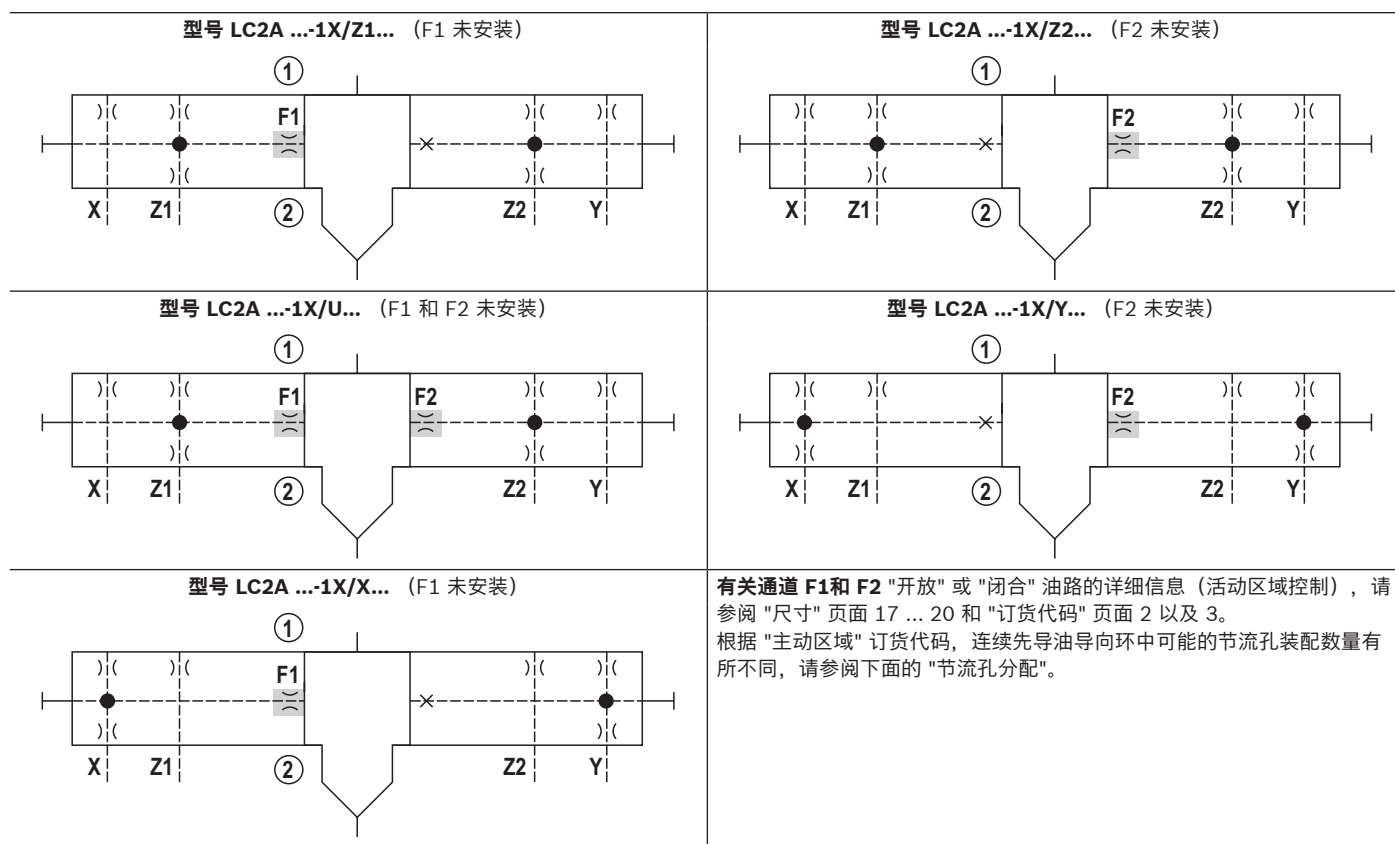 型号 LC2A ...-1X/Z1... （F1 未安装）
①
F1
X Z1 ② Z2 Y
型号 LC2A ...-1X/Z2... （F2 未安装）
①
F2
X Z1 ② Z2 Y
型号 LC2A ...-1X/U... （F1 和 F2 未安装）
①
F1 F2
X Z1 ② Z2 Y
型号 LC2A ...-1X/Y... （F2 未安装）
①
F2
X Z1 ② Z2 Y
型号 LC2A ...-1X/X... （F1 未安装）
①
F1
X Z1 ② Z2 Y
有关通道 F1和 F2 "开放" 或 "闭合" 油路的详细信息（活动区域控制），请
参阅 "尺寸" 页面 17 ... 20 和 "订货代码" 页面 2 以及 3。
根据 "主动区域" 订货代码，连续先导油导向环中可能的节流孔装配数量有
所不同，请参阅下面的 "节流孔分配"。